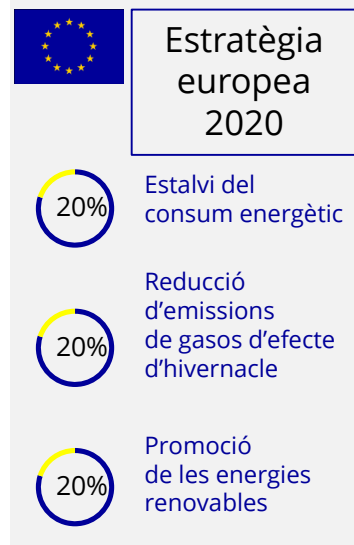 Estratègia
europea
2020
20%
Estalvi del
consum energètic
20%
Reducció
d’emissions
de gasos d’efecte
d’hivernacle
20%
Promoció
de les energies
renovables